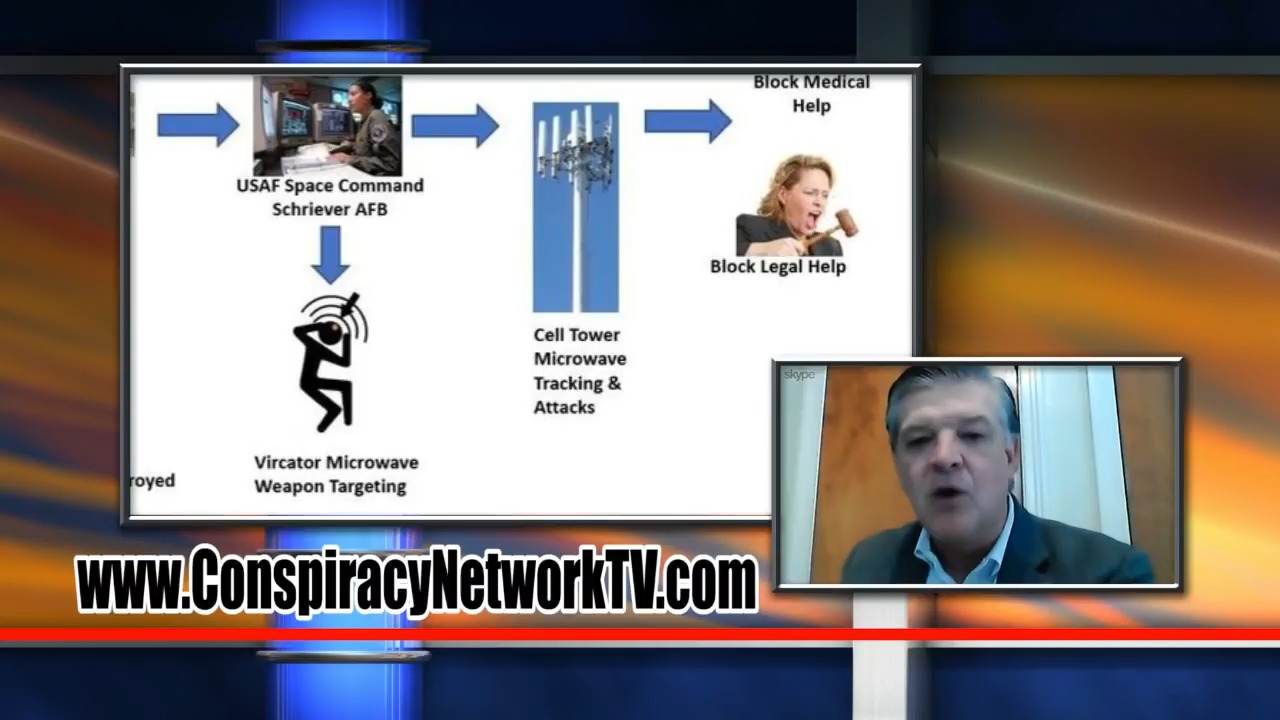 Block Medical
Help
USAF Space Command
Schriever AFB
Block Legal Help
Cell Tower
Microwave
Tracking &
Attacks
skype
Vircator Microwave
Weapon Targeting
royed
www.ConspiracyNetworkTV.com